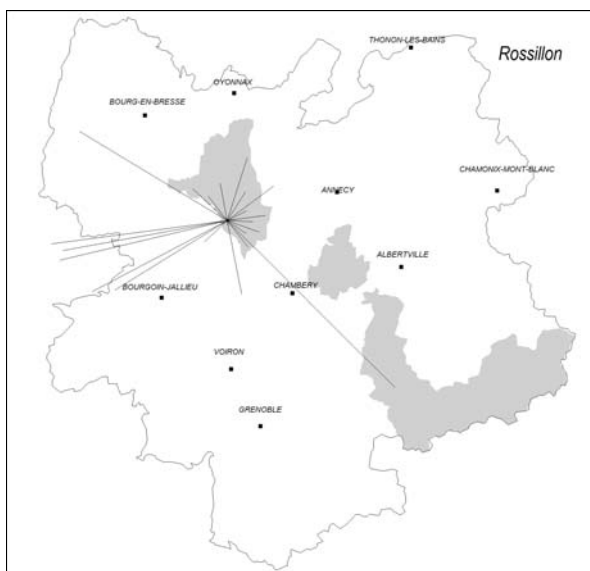 THONON-LES-BAINS
Rossillon
OYONNAX
BOURG-EN-BRESSE
CHAMONIX-MONT-BLANC
ANNECY
ALBERTVILLE
BOURGOIN-JALLIEU
CHAMBERY
VOIRON
GRENOBLE